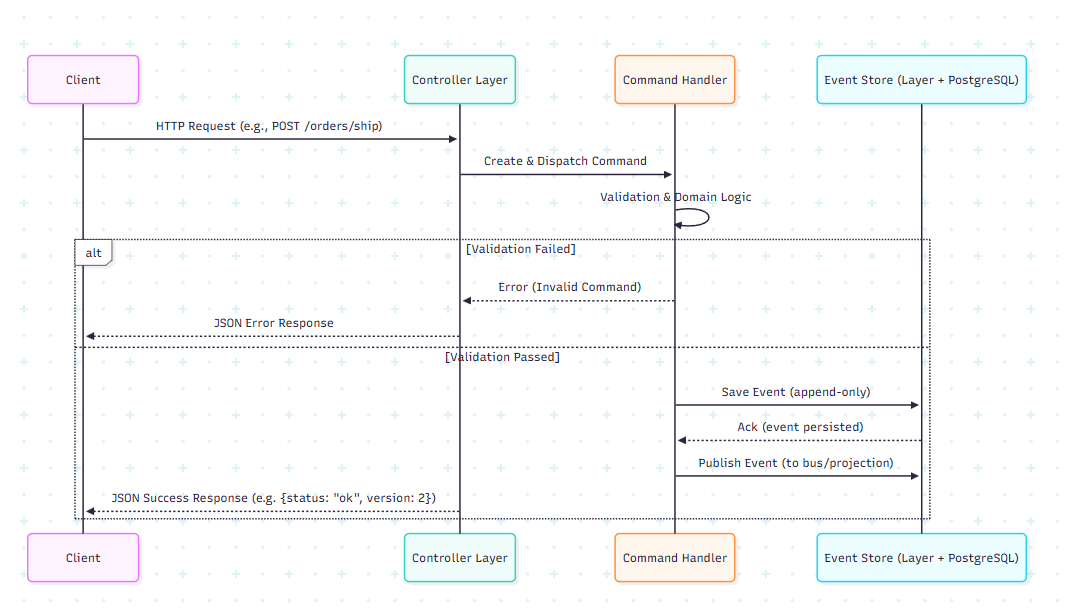 Client
Controller Layer
Command Handler
Event Store (Layer + PostgreSQL)
HTTP Request (e.g., POST /orders/ship)
Create & Dispatch Command
Validation & Domain Logic
alt
[Validation Failed]
Error (Invalid Command)
JSON Error Response
[Validation Passed]
Save Event (append-only)
Ack (event persisted)
Publish Event (to bus/projection)
JSON Success Response (e.g. {status: "ok", version: 2})
Client
Controller Layer
Command Handler
Event Store (Layer + PostgreSQL)